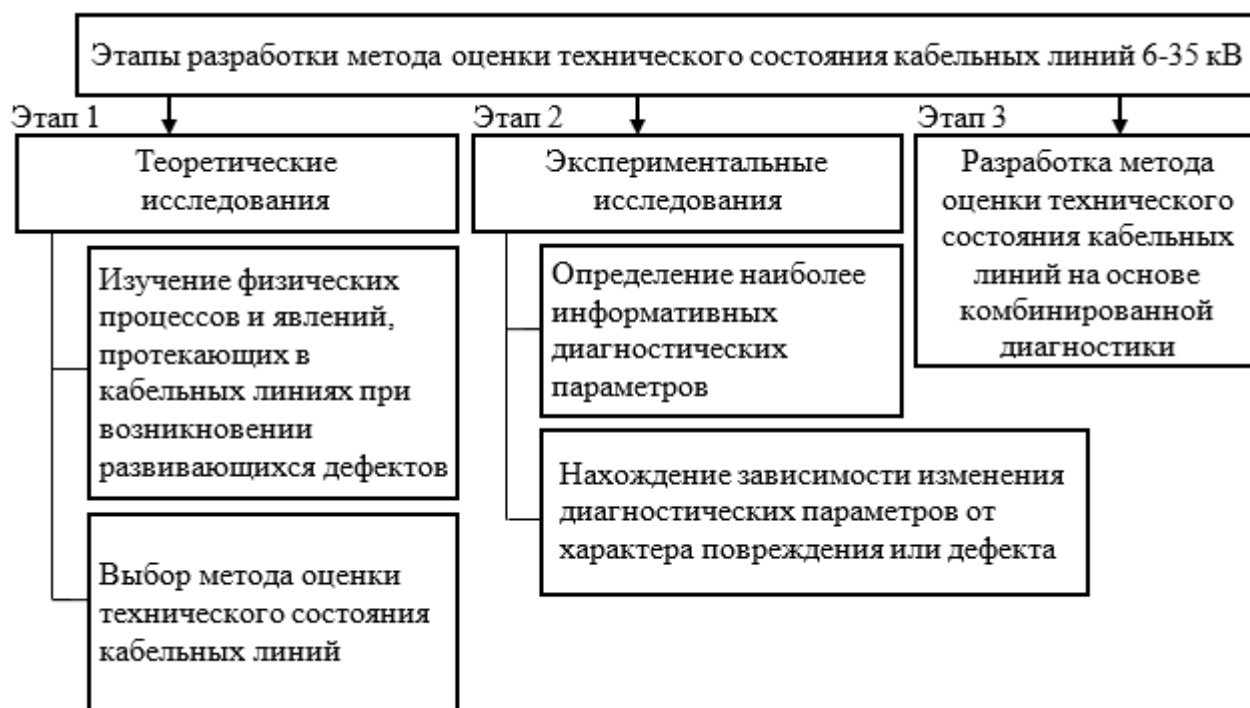 Этапы разработки метода оценки технического состояния кабельных линий 6-35 кВ
Этап 1
Теоретические
исследования
Изучение физических
процессов и явлений,
протекающих в
кабельных линиях при
возникновении
развивающихся дефектов
Выбор метода оценки
технического состояния
кабельных линий
Этап 2
Экспериментальные
исследования
Определение наиболее
информативных
диагностических
параметров
Нахождение зависимости изменения
диагностических параметров от
характера повреждения или дефекта
Этап 3
Разработка метода
оценки технического
состояния кабельных
линий на основе
комбинированной
диагностики